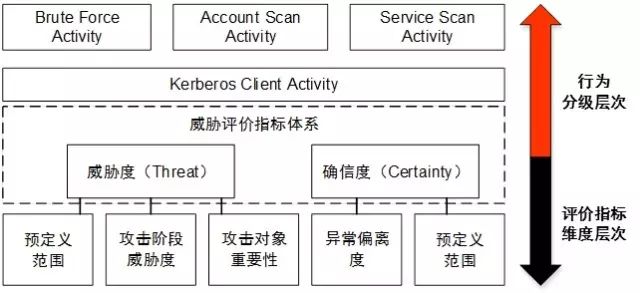 Brute Force
Activity
Account Scan
Activity
Service Scan
Activity
Kerberos Client Activity
威胁评价指标体系
威胁度（Threat）
确信度（Certainty）
预定义
范围
攻击阶段
威胁度
攻击对象
重要性
异常偏离
度
预定义
范围
行为
分级层次
评价指标
维度层次